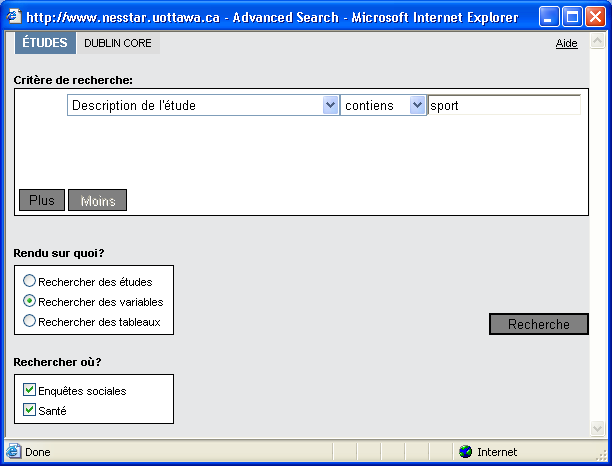 http://www.nesstar.uottawa.ca - Advanced Search - Microsoft Internet Explorer
ÉTUDES DUBLIN CORE Aide
Critère de recherche:
Description de l'étude contiens sport
Plus Moins
Rendu sur quoi?
Rechercher des études
Rechercher des variables
Rechercher des tableaux
Recherche
Rechercher où?
Enquêtes sociales
Santé
Done Internet